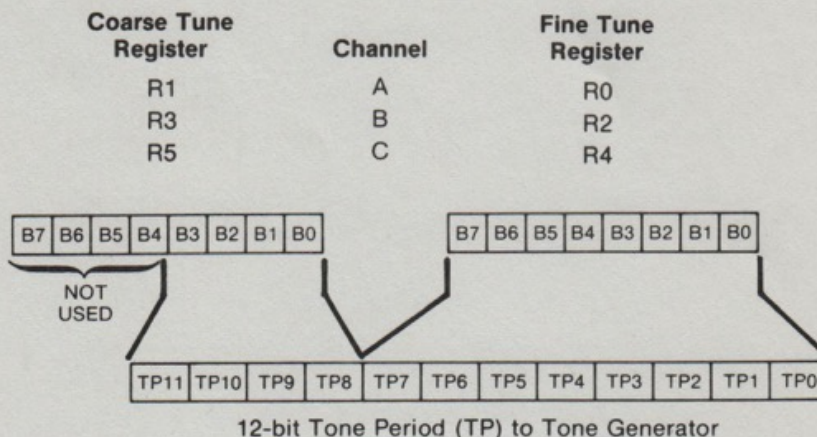 Coarse Tune Register
Channel
Fine Tune Register
R1 A R0
R3 B R2
R5 C R4
B7 B6 B5 B4 B3 B2 B1 B0
B7 B6 B5 B4 B3 B2 B1 B0
NOT USED
TP11 TP10 TP9 TP8 TP7 TP6 TP5 TP4 TP3 TP2 TP1 TP0
12-bit Tone Period (TP) to Tone Generator